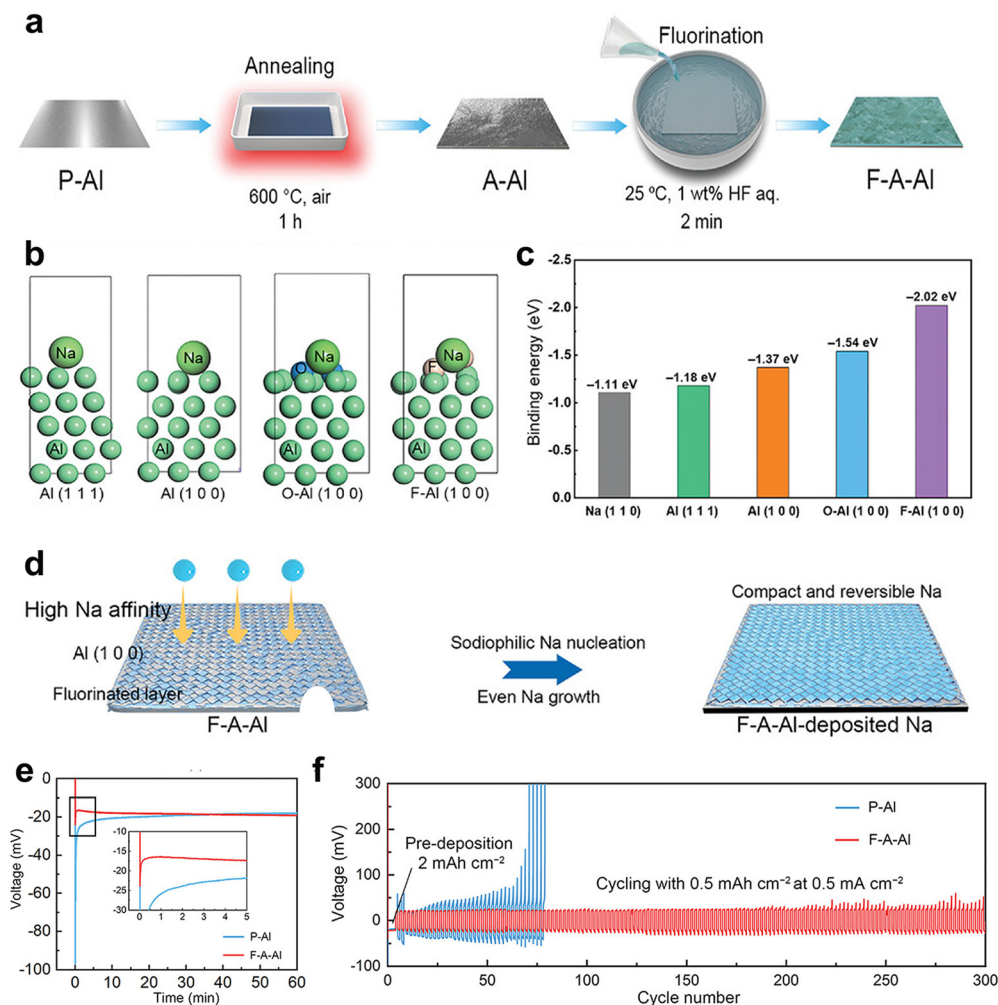 a
Annealing
Fluorination
P-Al
600 °C, air
1 h
A-Al
25 °C, 1 wt% HF aq.
2 min
F-A-Al
b
Na
Na
O
Na
F
Na
Al
Al
Al
Al
Al (1 1 1)
Al (1 0 0)
O-Al (1 0 0)
F-Al (1 0 0)
c
Binding energy (eV)
-2.5
-2.0
-1.5
-1.0
-0.5
0.0
−1.11 eV
−1.18 eV
−1.37 eV
−1.54 eV
−2.02 eV
Na (1 1 0)
Al (1 1 1)
Al (1 0 0)
O-Al (1 0 0)
F-Al (1 0 0)
d
High Na affinity
Al (1 0 0)
Fluorinated layer
F-A-Al
Sodiophilic Na nucleation
Even Na growth
Compact and reversible Na
F-A-Al-deposited Na
e
Voltage (mV)
0
-20
-40
-60
-80
-100
-10
-15
-20
-25
-30
0 1 2 3 4 5
P-Al
F-A-Al
0 10 20 30 40 50 60
Time (min)
f
Voltage (mV)
300
200
100
0
-100
Pre-deposition
2 mAh cm⁻²
P-Al
F-A-Al
Cycling with 0.5 mAh cm⁻² at 0.5 mA cm⁻²
0 50 100 150 200 250 300
Cycle number